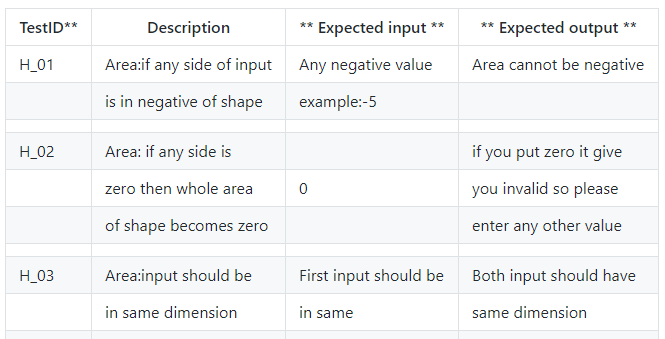 TestID** Description ** Expected input ** ** Expected output **
H_01 Area:if any side of input Any negative value Area cannot be negative
is in negative of shape example:-5
H_02 Area: if any side is if you put zero it give
zero then whole area 0 you invalid so please
of shape becomes zero enter any other value
H_03 Area:input should be First input should be Both input should have
in same dimension in same same dimension